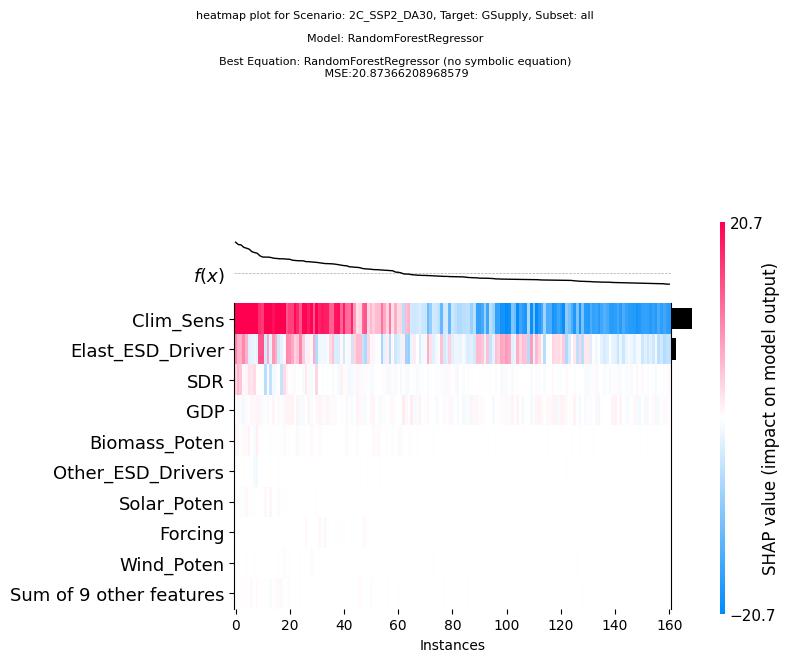 heatmap plot for Scenario: 2C_SSP2_DA30, Target: GSupply, Subset: all
Model: RandomForestRegressor
Best Equation: RandomForestRegressor (no symbolic equation)
MSE:20.87366208968579
20.7
f(x)
Clim_Sens
Elast_ESD_Driver
SDR
GDP
Biomass_Poten
Other_ESD_Drivers
Solar_Poten
Forcing
Wind_Poten
Sum of 9 other features
SHAP value (impact on model output)
−20.7
0 20 40 60 80 100 120 140 160
Instances